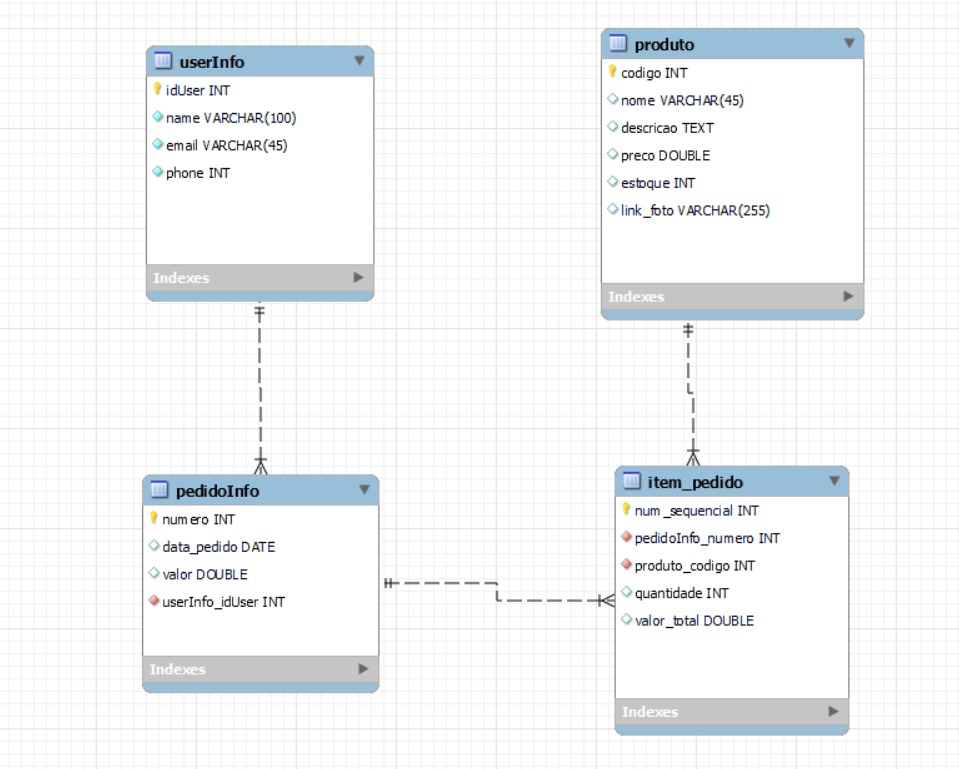 userInfo
idUser INT
name VARCHAR(100)
email VARCHAR(45)
phone INT
Indexes
produto
codigo INT
nome VARCHAR(45)
descricao TEXT
preco DOUBLE
estoque INT
link_foto VARCHAR(255)
Indexes
pedidoInfo
numero INT
data_pedido DATE
valor DOUBLE
userInfo_idUser INT
Indexes
item_pedido
num_sequencial INT
pedidoInfo_numero INT
produto_codigo INT
quantidade INT
valor_total DOUBLE
Indexes